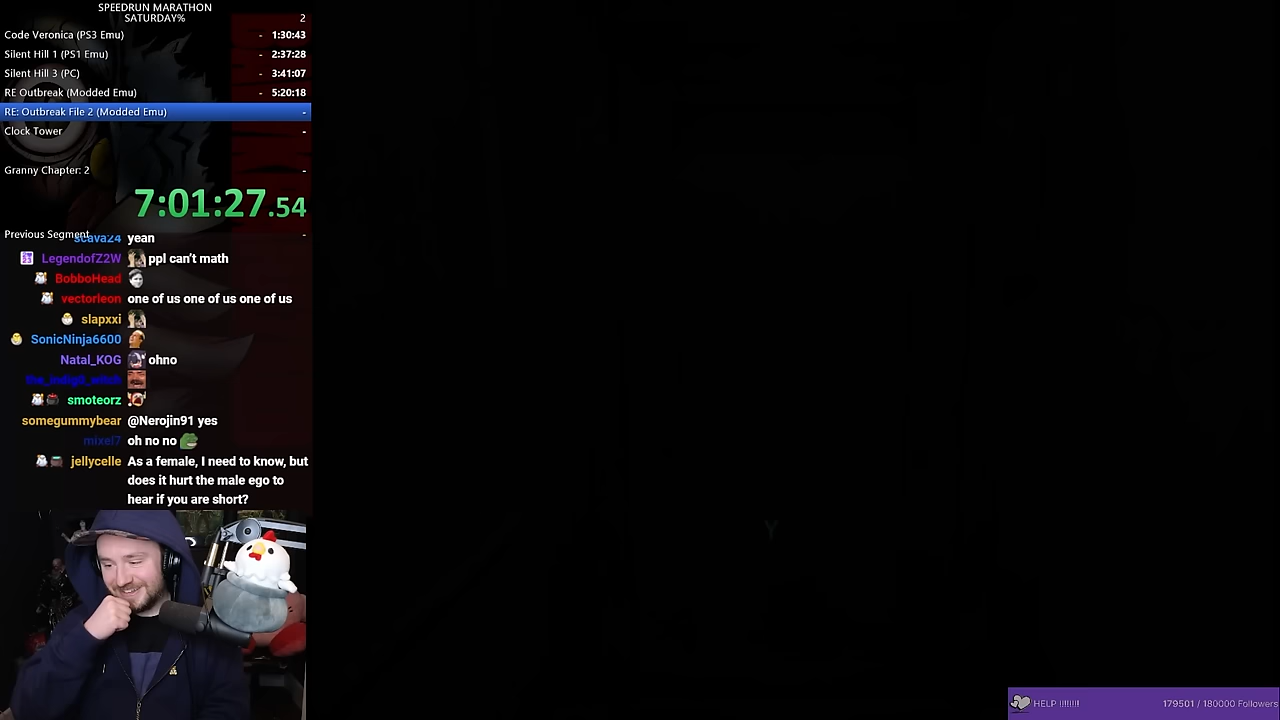 SPEEDRUN MARATHON
SATURDAY%
2
Code Veronica (PS3 Emu) - 1:30:43
Silent Hill 1 (PS1 Emu) - 2:37:28
Silent Hill 3 (PC) - 3:41:07
RE Outbreak (Modded Emu) - 5:20:18
RE: Outbreak File 2 (Modded Emu) -
Clock Tower -
Granny Chapter: 2 -
7:01:27.54
Previous Segment -
scava24 yean
LegendofZ2W ppl can't math
BobboHead
vectorleon one of us one of us one of us
slapxxi
SonicNinja6600
Natal_KOG ohno
smoteorz
somegummybear @Nerojin91 yes
mixel7 oh no no
jellycelle As a female, I need to know, but
does it hurt the male ego to
hear if you are short?
Y
HELP !!!!!!! 179501 / 180000 Followers